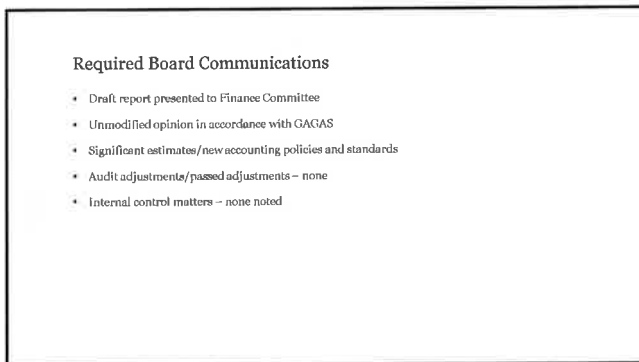 Required Board Communications
• Draft report presented to Finance Committee
• Unmodified opinion in accordance with GAGAS
• Significant estimates/new accounting policies and standards
• Audit adjustments/passed adjustments – none
• Internal control matters – none noted